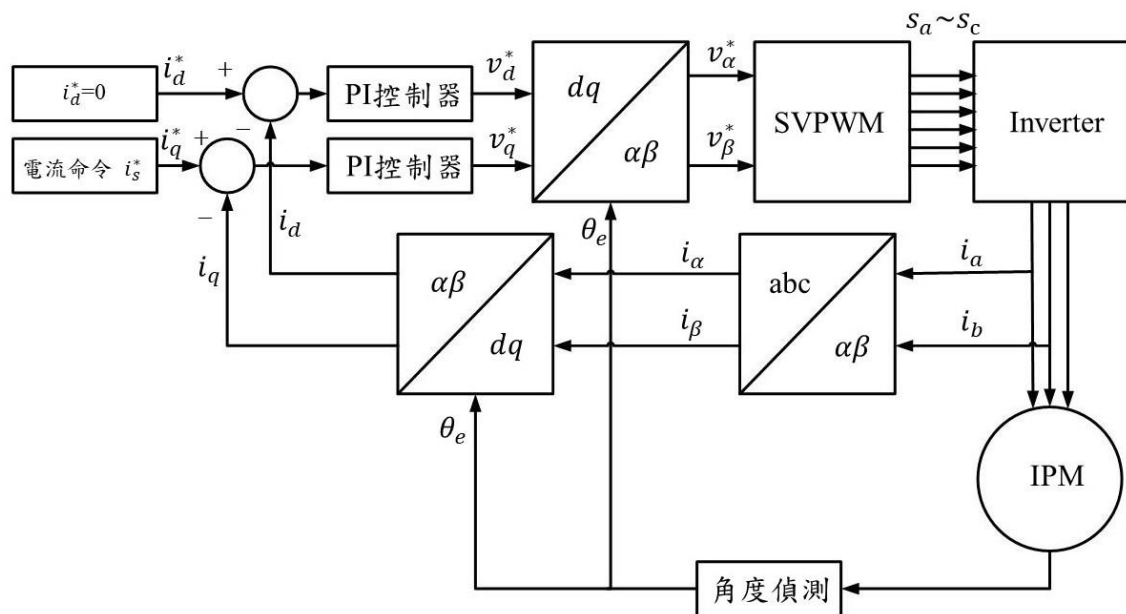 s_a~s_c
i_d^*=0
i_d^*
+
−
PI控制器
v_d^*
dq
αβ
v_α^*
SVPWM
Inverter
電流命令 i_s^*
i_q^*
+
−
PI控制器
v_q^*
v_β^*
i_d
i_q
θ_e
αβ
dq
i_α
i_β
abc
αβ
i_a
i_b
θ_e
IPM
角度偵測